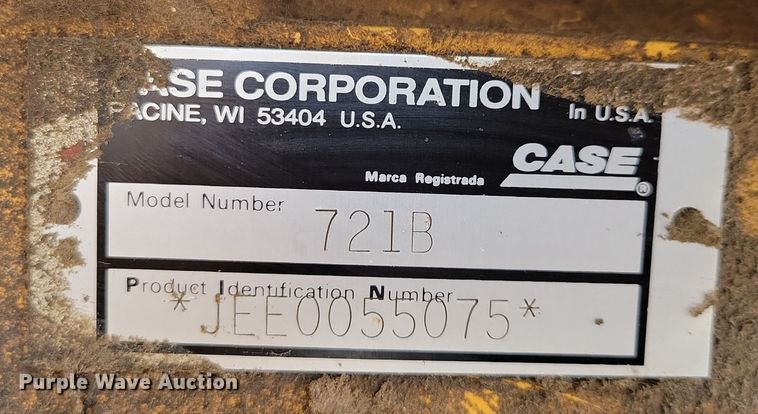 CASE CORPORATION
RACINE, WI 53404 U.S.A.
In U.S.A.
CASE®
Marca Registrada
Model Number
721B
Product Identification Number
*JEE0055075*
Purple Wave Auction